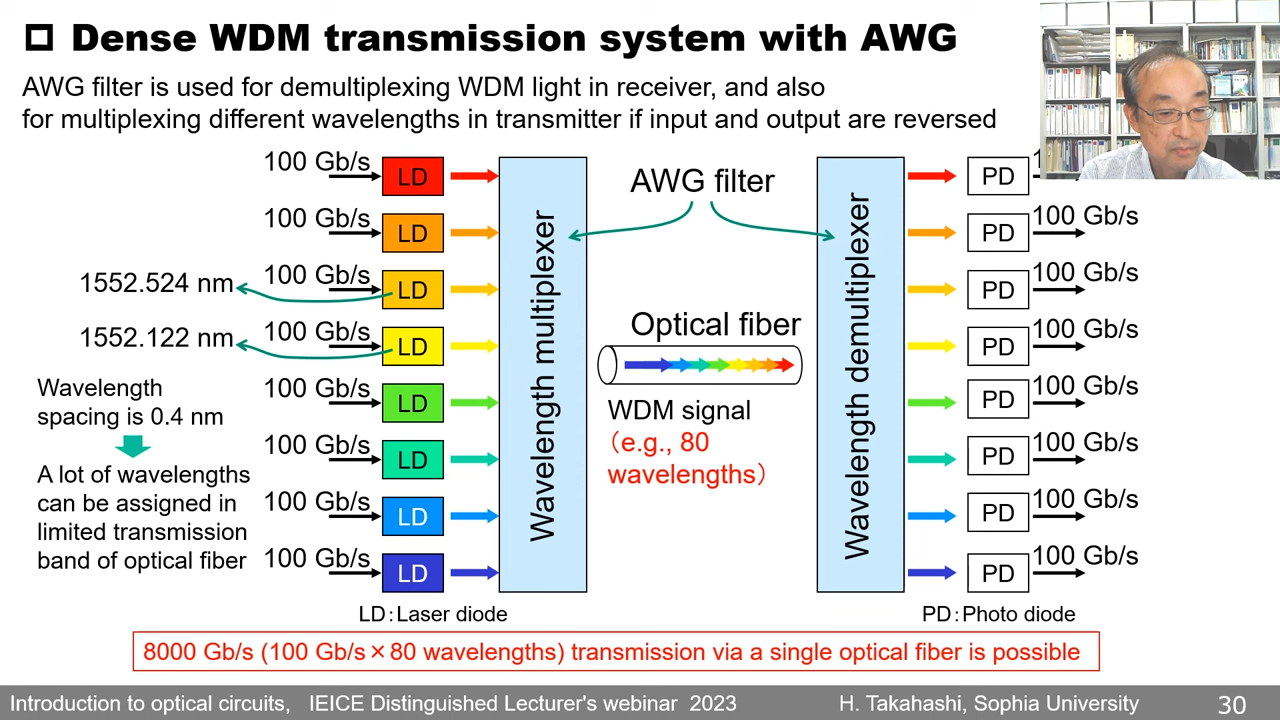 Dense WDM transmission system with AWG
AWG filter is used for demultiplexing WDM light in receiver, and also
for multiplexing different wavelengths in transmitter if input and output are reversed
100 Gb/s
LD
100 Gb/s
LD
100 Gb/s
LD
100 Gb/s
LD
100 Gb/s
LD
100 Gb/s
LD
100 Gb/s
LD
100 Gb/s
LD
1552.524 nm
1552.122 nm
Wavelength
spacing is 0.4 nm
A lot of wavelengths
can be assigned in
limited transmission
band of optical fiber
Wavelength multiplexer
AWG filter
Optical fiber
WDM signal
(e.g., 80
wavelengths)
Wavelength demultiplexer
PD
PD
100 Gb/s
PD
100 Gb/s
PD
100 Gb/s
PD
100 Gb/s
PD
100 Gb/s
PD
100 Gb/s
PD
100 Gb/s
LD:Laser diode
PD:Photo diode
8000 Gb/s (100 Gb/s×80 wavelengths) transmission via a single optical fiber is possible
Introduction to optical circuits, IEICE Distinguished Lecturer's webinar 2023
H. Takahashi, Sophia University
30